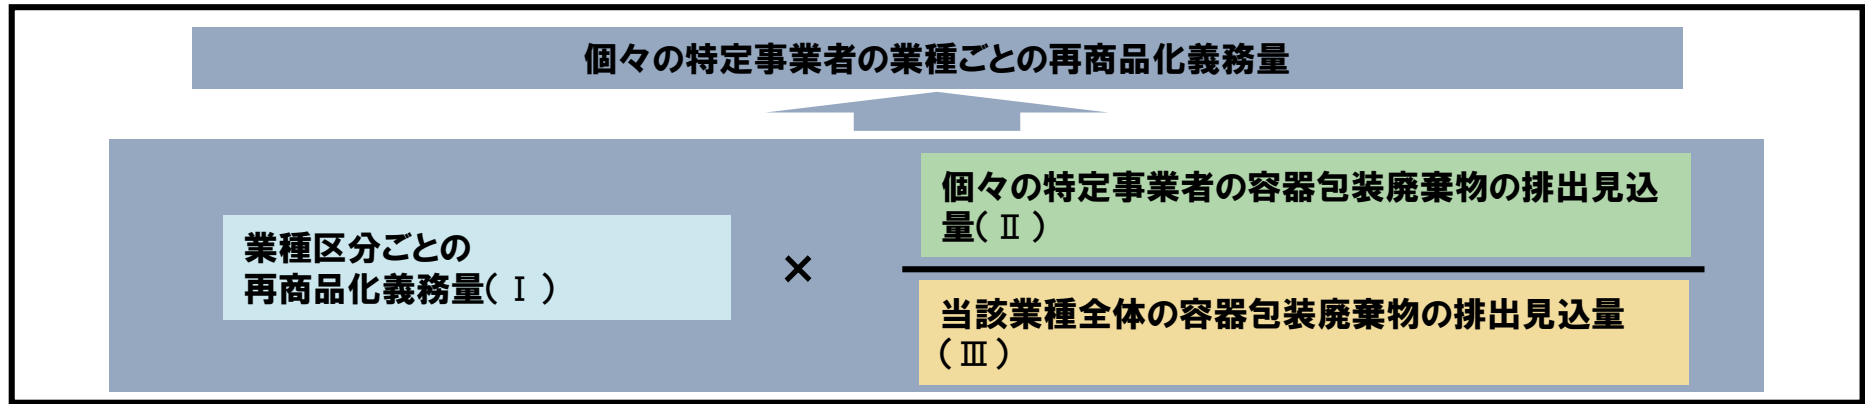 個々の特定事業者の業種ごとの再商品化義務量
業種区分ごとの
再商品化義務量(Ⅰ)
×
個々の特定事業者の容器包装廃棄物の排出見込
量(Ⅱ)
当該業種全体の容器包装廃棄物の排出見込量
(Ⅲ)